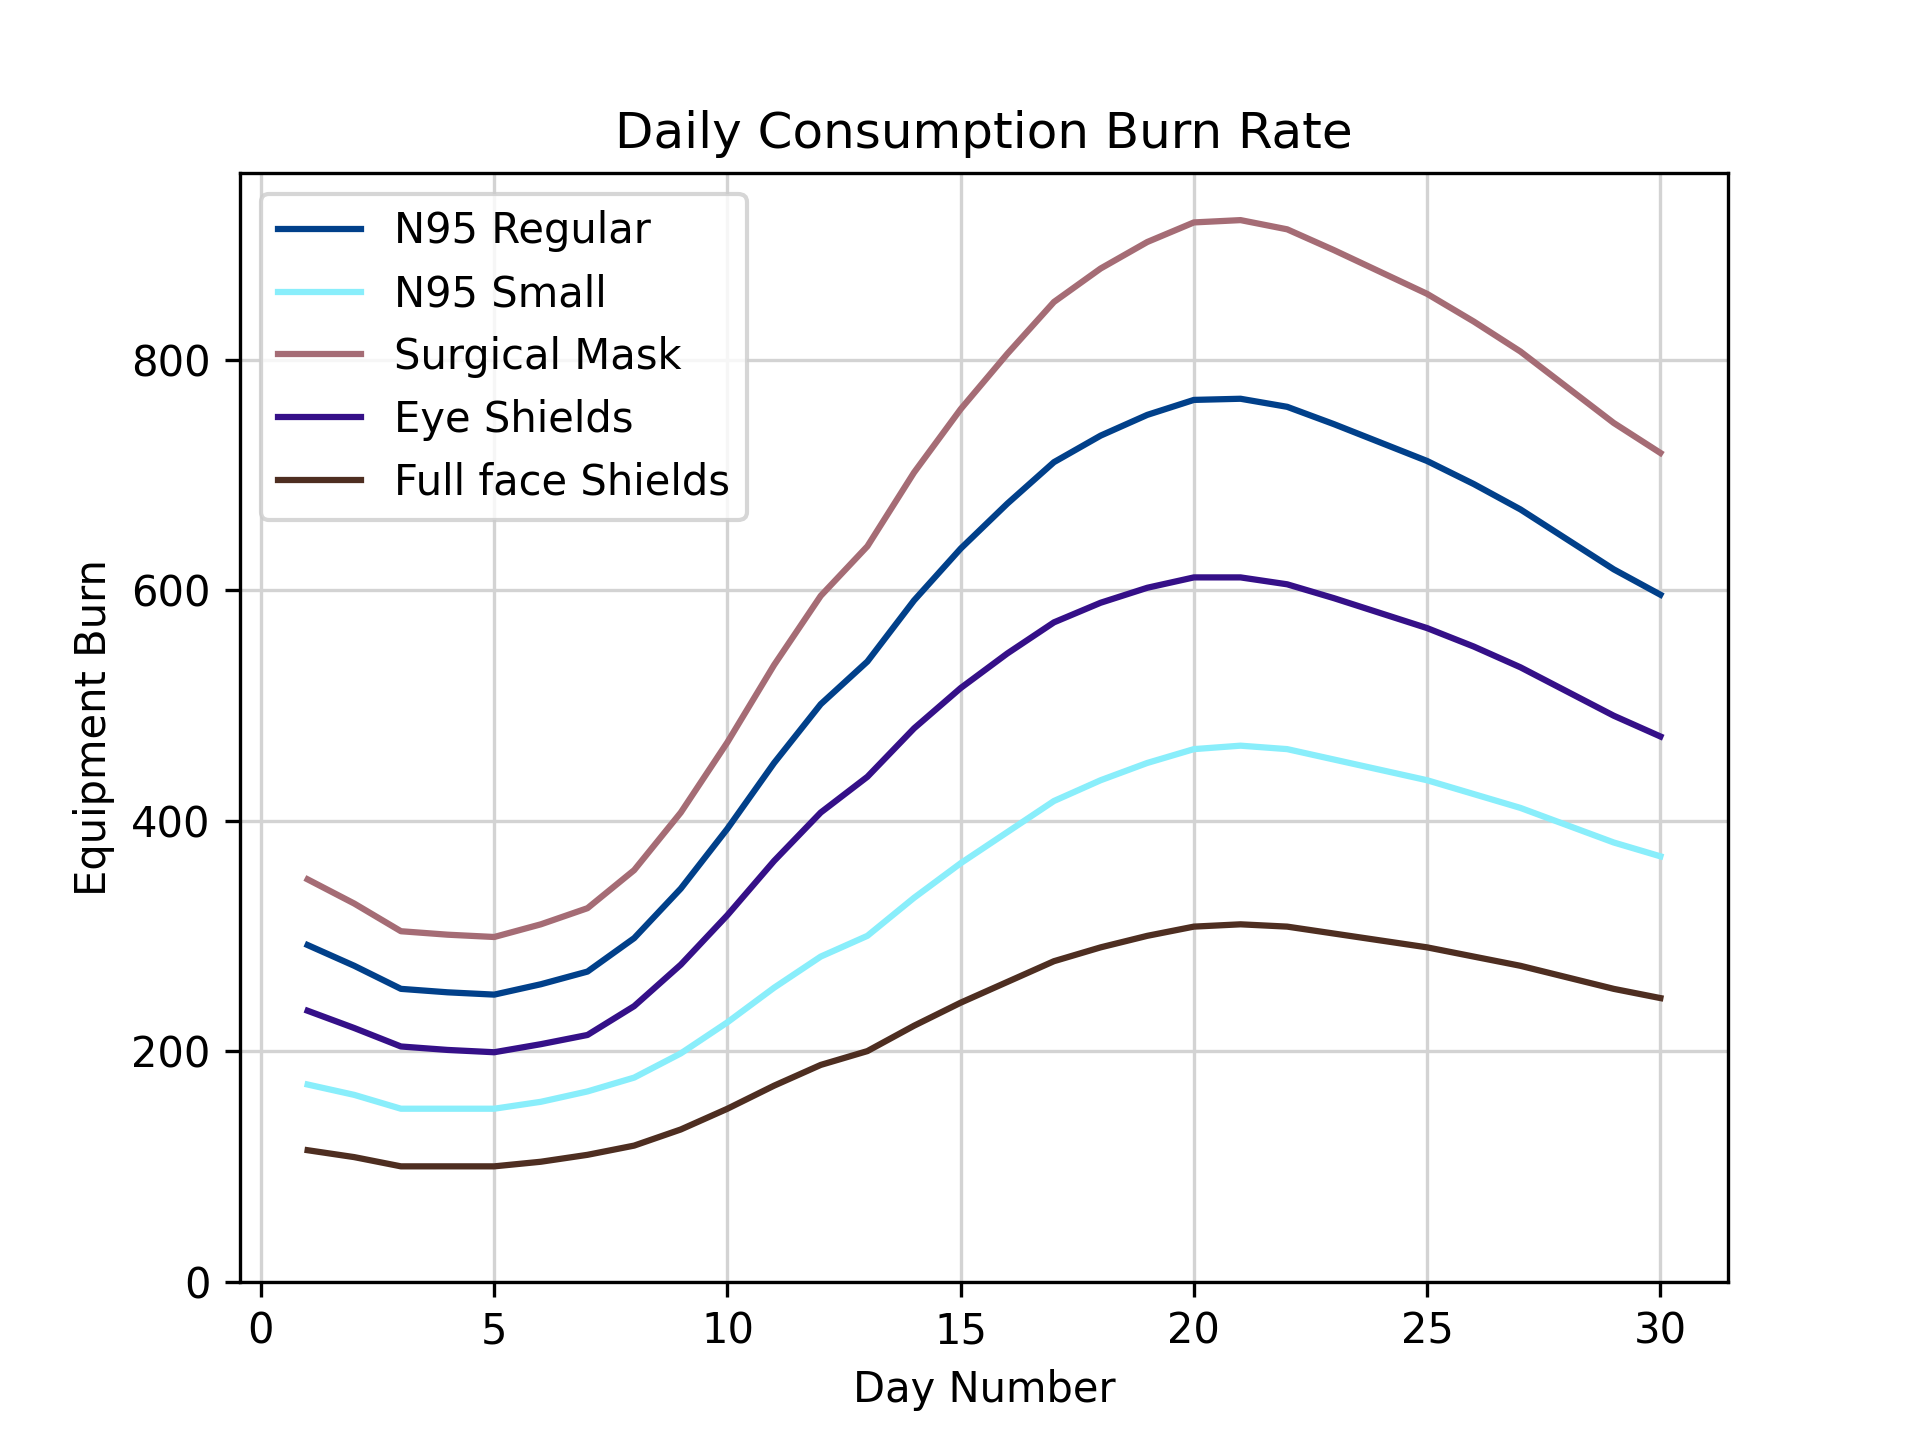 Daily Consumption Burn Rate
N95 Regular
N95 Small
Surgical Mask
Eye Shields
Full face Shields
Equipment Burn
800
600
400
200
0
0 5 10 15 20 25 30
Day Number